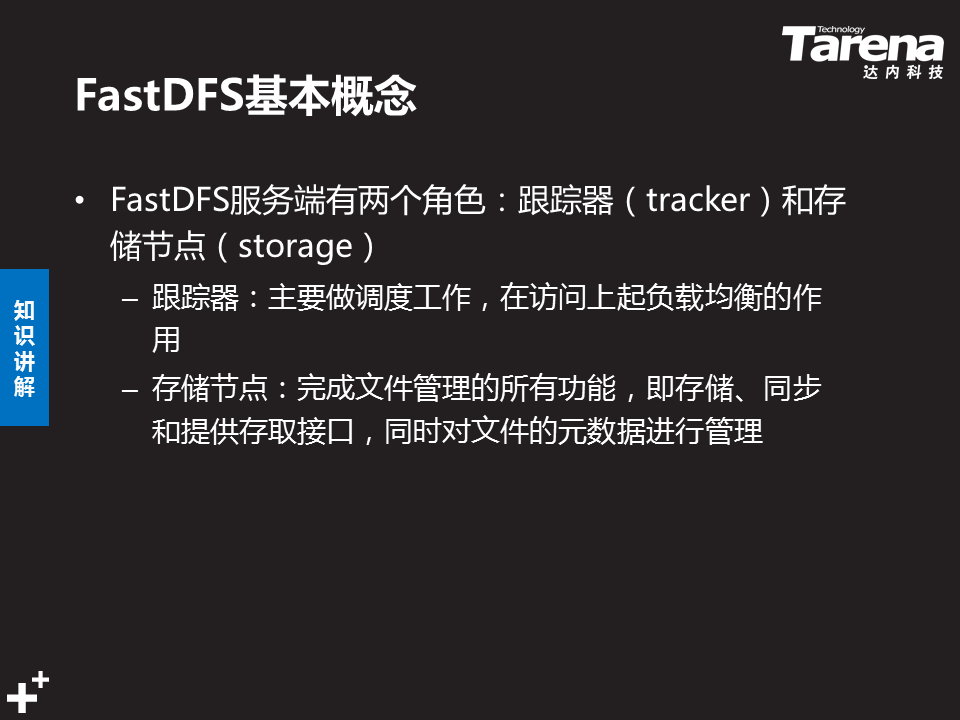 Technology
Tarena
达内科技
FastDFS基本概念
• FastDFS服务端有两个角色：跟踪器（tracker）和存
储节点（storage）
– 跟踪器：主要做调度工作，在访问上起负载均衡的作
用
– 存储节点：完成文件管理的所有功能，即存储、同步
和提供存取接口，同时对文件的元数据进行管理
知
识
讲
解